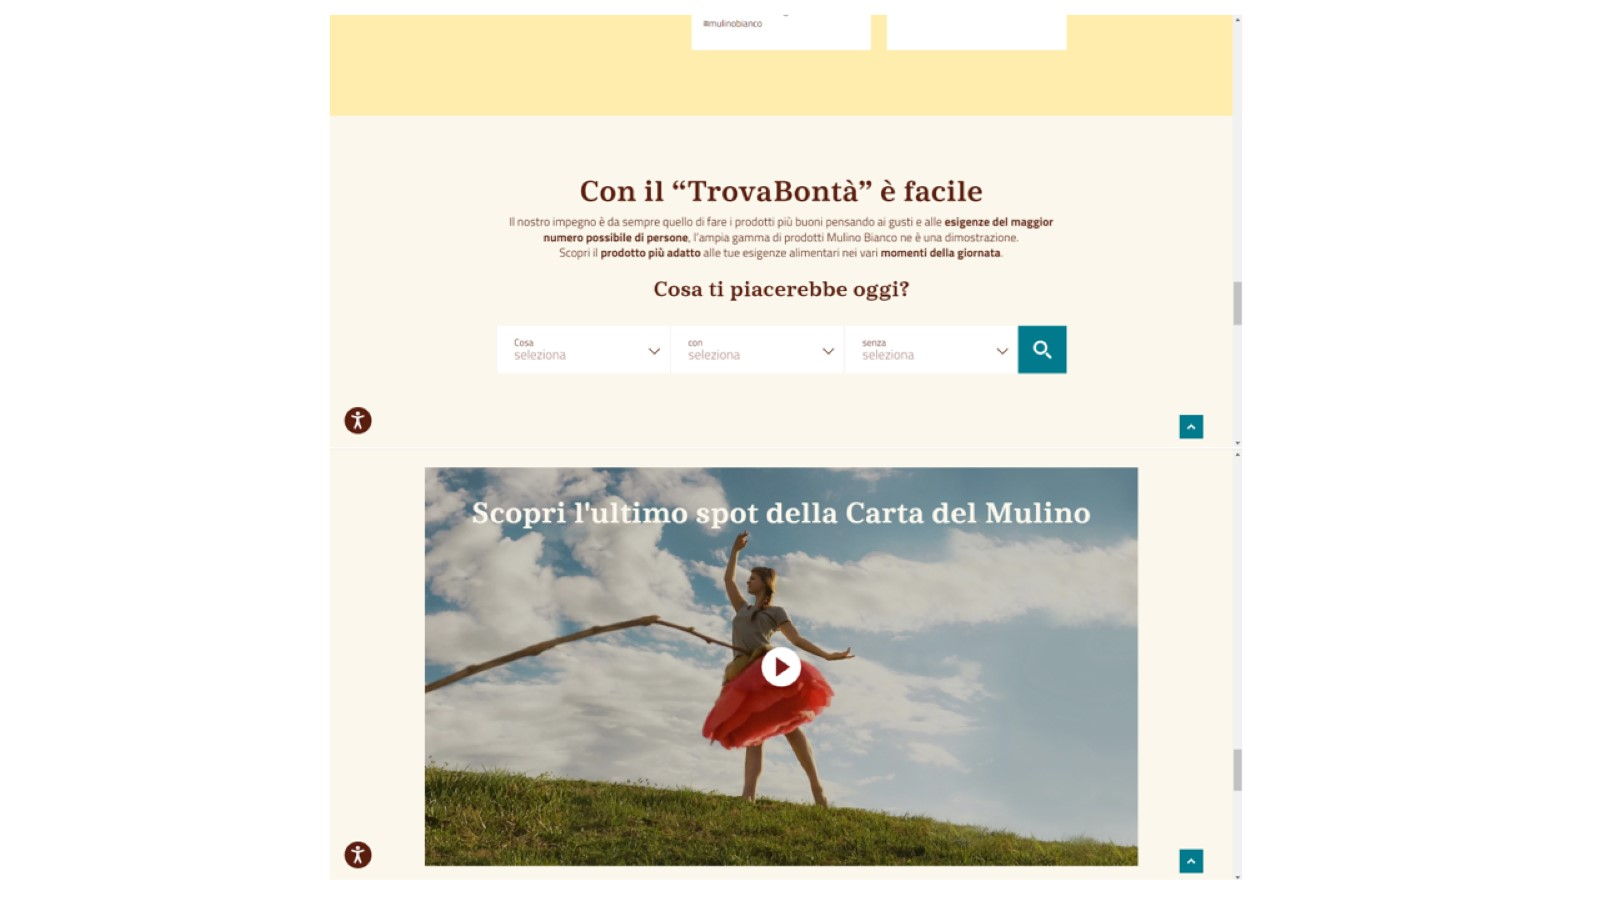 #mulinobianco
Con il “TrovaBontà” è facile
Il nostro impegno è da sempre quello di fare i prodotti più buoni pensando ai gusti e alle esigenze del maggior
numero possibile di persone, l'ampia gamma di prodotti Mulino Bianco ne è una dimostrazione.
Scopri il prodotto più adatto alle tue esigenze alimentari nei vari momenti della giornata.
Cosa ti piacerebbe oggi?
Cosa con senza
seleziona seleziona seleziona
Scopri l'ultimo spot della Carta del Mulino